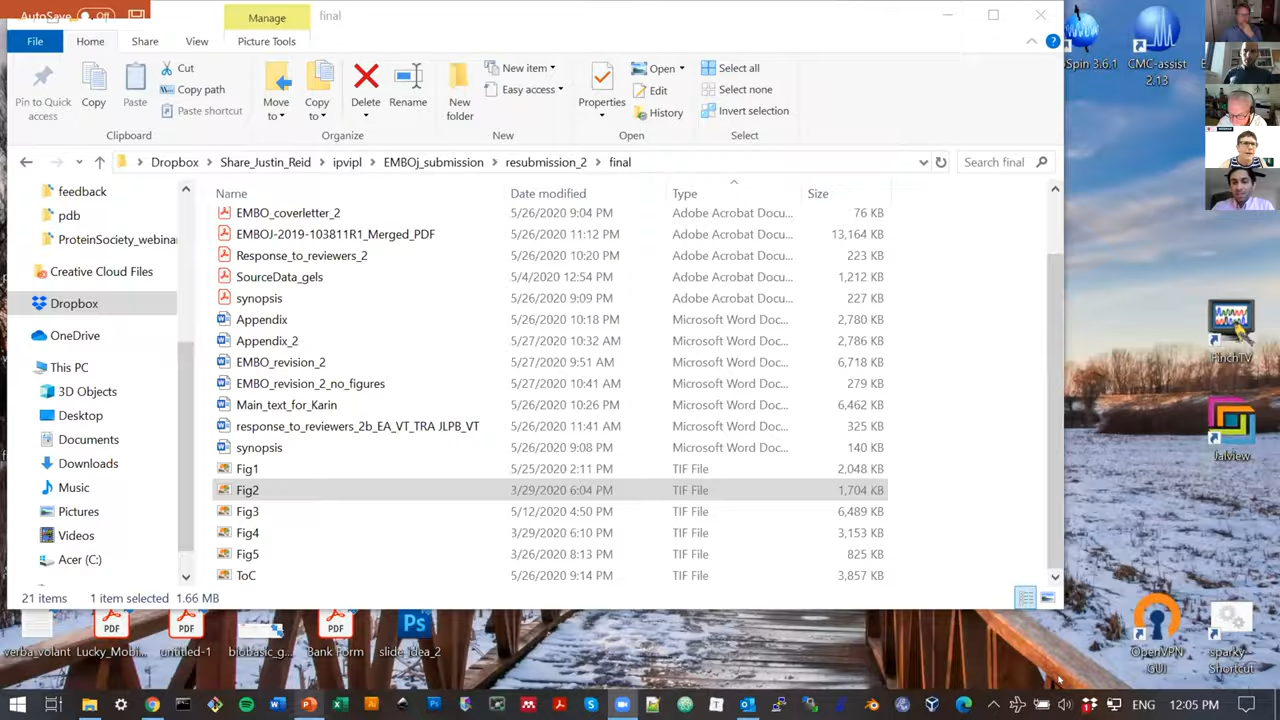 AutoSave Off
Manage
final
File
Home
Share
View
Picture Tools
Pin to Quick access
Copy
Paste
Cut
Copy path
Paste shortcut
Clipboard
Move to
Copy to
Delete
Rename
Organize
New folder
New item
Easy access
New
Properties
Open
Edit
History
Open
Select all
Select none
Invert selection
Select
Dropbox > Share_Justin_Reid > ipvipl > EMBOj_submission > resubmission_2 > final
Search final
feedback
pdb
ProteinSociety_webina
Creative Cloud Files
Dropbox
OneDrive
This PC
3D Objects
Desktop
Documents
Downloads
Music
Pictures
Videos
Acer (C:)
Name Date modified Type Size
EMBO_coverletter_2 5/26/2020 9:04 PM Adobe Acrobat Docu... 76 KB
EMBOJ-2019-103811R1_Merged_PDF 5/26/2020 11:12 PM Adobe Acrobat Docu... 13,164 KB
Response_to_reviewers_2 5/26/2020 10:20 PM Adobe Acrobat Docu... 223 KB
SourceData_gels 5/4/2020 12:54 PM Adobe Acrobat Docu... 1,212 KB
synopsis 5/26/2020 9:09 PM Adobe Acrobat Docu... 227 KB
Appendix 5/26/2020 10:18 PM Microsoft Word Doc... 2,780 KB
Appendix_2 5/27/2020 10:32 AM Microsoft Word Doc... 2,786 KB
EMBO_revision_2 5/27/2020 9:51 AM Microsoft Word Doc... 6,718 KB
EMBO_revision_2_no_figures 5/27/2020 10:41 AM Microsoft Word Doc... 279 KB
Main_text_for_Karin 5/26/2020 10:26 PM Microsoft Word Doc... 6,462 KB
response_to_reviewers_2b_EA_VT_TRA JLPB_VT 5/26/2020 11:41 AM Microsoft Word Doc... 325 KB
synopsis 5/26/2020 9:08 PM Microsoft Word Doc... 140 KB
Fig1 5/25/2020 2:11 PM TIF File 2,048 KB
Fig2 3/29/2020 6:04 PM TIF File 1,704 KB
Fig3 5/12/2020 4:50 PM TIF File 6,489 KB
Fig4 3/29/2020 6:10 PM TIF File 3,153 KB
Fig5 3/26/2020 8:13 PM TIF File 825 KB
ToC 5/26/2020 9:14 PM TIF File 3,857 KB
21 items 1 item selected 1.66 MB
Spin 3.6.1
CMC-assist 2.13
FinchTV
Jalview
OpenVPN GUI
sparky Shortcut
verba_volant
Lucky_Mobi...
untitled-1
biobasic_g...
Bank Form
slide_idea_2
PDF
PDF
PDF
Ps
12:05 PM